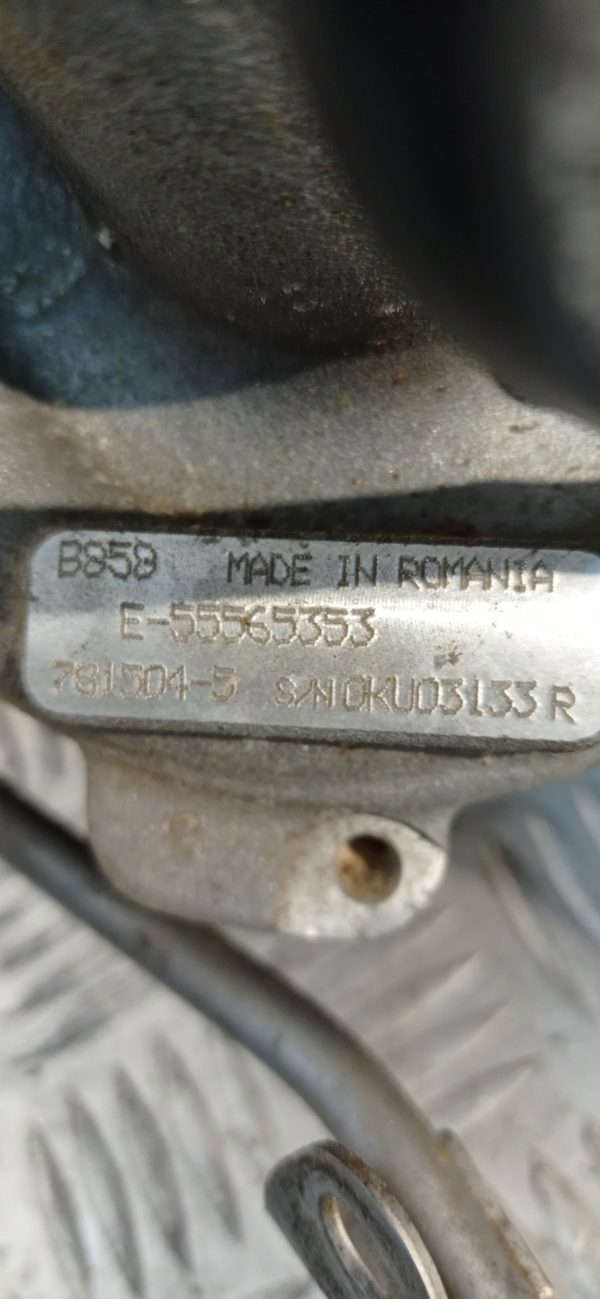 B858 MADE IN ROMANIA
E-55565353
781504-5 S/N 0KU03133 R